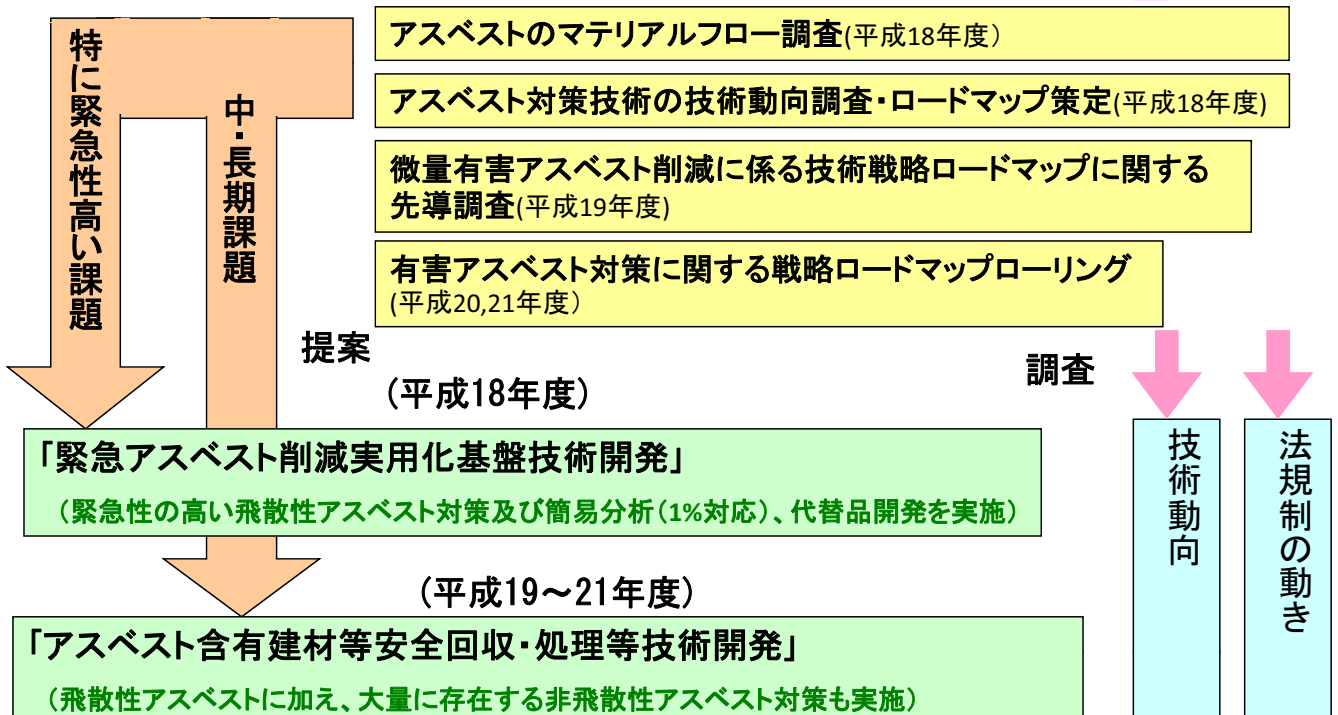 特に緊急性高い課題
中・長期課題
アスベストのマテリアルフロー調査(平成18年度)
アスベスト対策技術の技術動向調査・ロードマップ策定(平成18年度)
微量有害アスベスト削減に係る技術戦略ロードマップに関する
先導調査(平成19年度)
有害アスベスト対策に関する戦略ロードマップローリング
(平成20,21年度)
提案
調査
(平成18年度)
「緊急アスベスト削減実用化基盤技術開発」
(緊急性の高い飛散性アスベスト対策及び簡易分析(1%対応)、代替品開発を実施)
(平成19～21年度)
「アスベスト含有建材等安全回収・処理等技術開発」
(飛散性アスベストに加え、大量に存在する非飛散性アスベスト対策も実施)
技術動向
法規制の動き